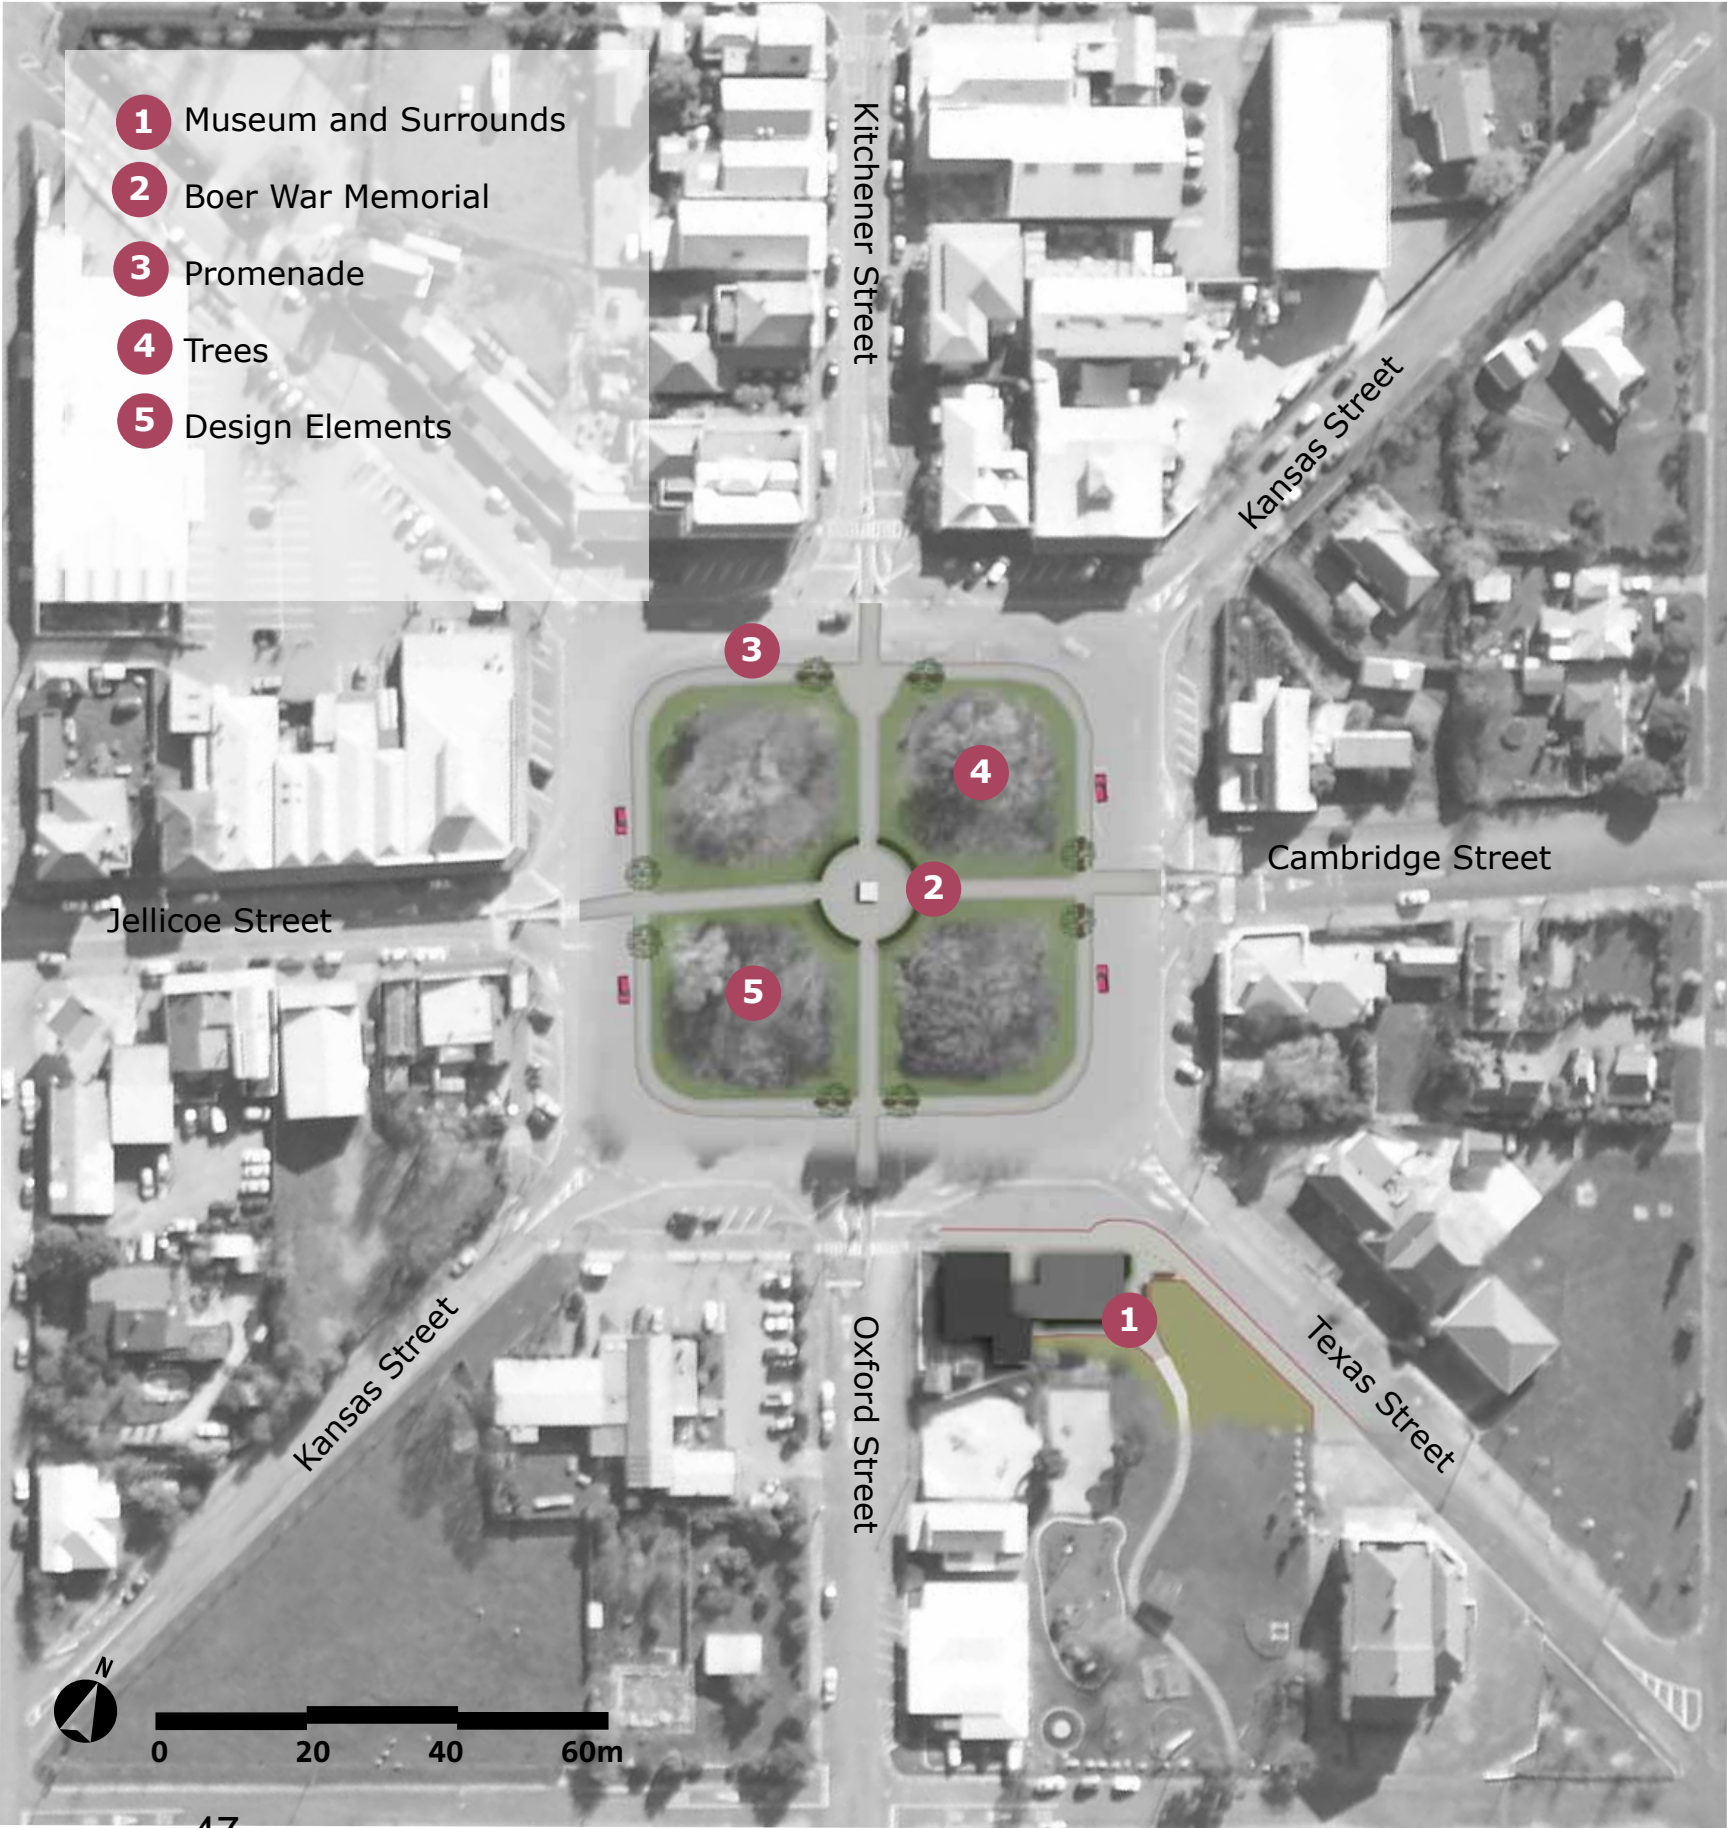 1 Museum and Surrounds
2 Boer War Memorial
3 Promenade
4 Trees
5 Design Elements
Kitchener Street
Kansas Street
3
4
Cambridge Street
2
Jellicoe Street
5
1
Kansas Street
Oxford Street
Texas Street
N
0 20 40 60m
47